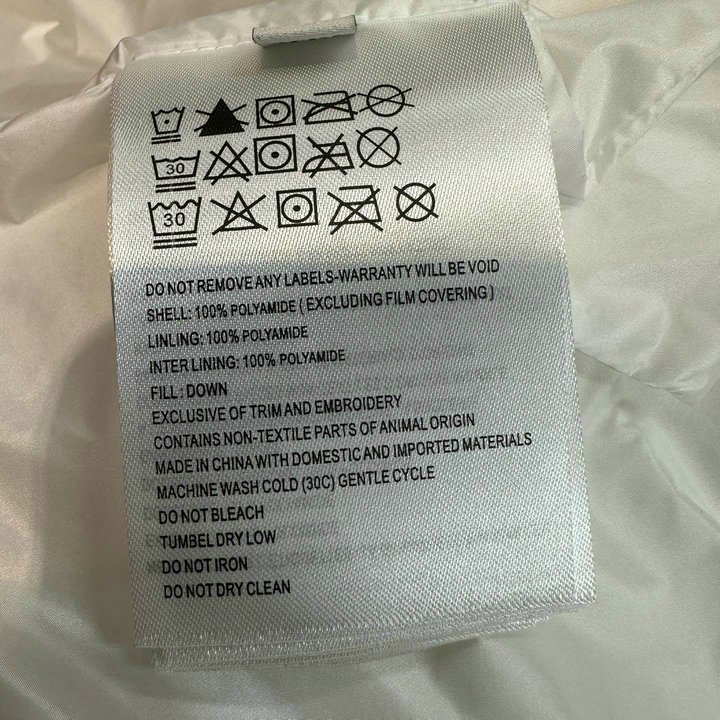 30
30
DO NOT REMOVE ANY LABELS-WARRANTY WILL BE VOID
SHELL: 100% POLYAMIDE ( EXCLUDING FILM COVERING )
LINLING: 100% POLYAMIDE
INTER LINING: 100% POLYAMIDE
FILL : DOWN
EXCLUSIVE OF TRIM AND EMBROIDERY
CONTAINS NON-TEXTILE PARTS OF ANIMAL ORIGIN
MADE IN CHINA WITH DOMESTIC AND IMPORTED MATERIALS
MACHINE WASH COLD (30C) GENTLE CYCLE
DO NOT BLEACH
TUMBEL DRY LOW
DO NOT IRON
DO NOT DRY CLEAN